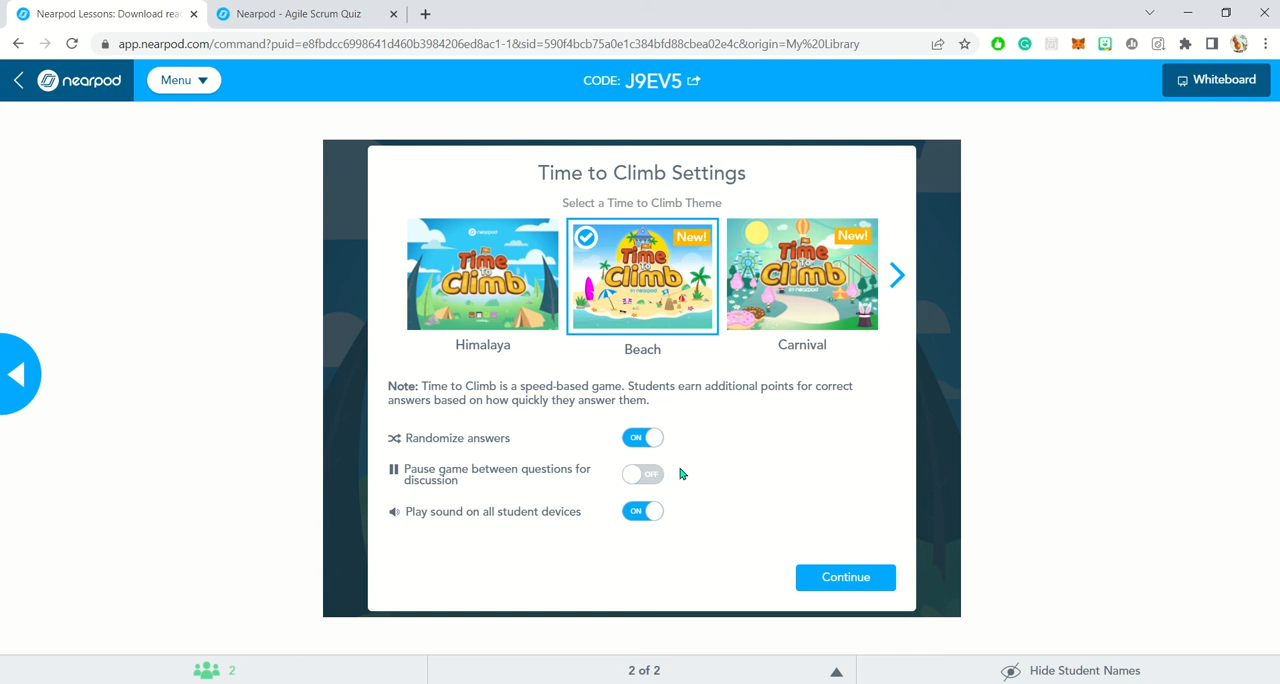 Nearpod Lessons: Download rea
Nearpod - Agile Scrum Quiz
app.nearpod.com/command?puid=e8fbdcc6998641d460b3984206ed8ac1-1&sid=590f4bcb75a0e1c384bfd88cbea02e4c&origin=My%20Library
nearpod
Menu
CODE: J9EV5
Whiteboard
Time to Climb Settings
Select a Time to Climb Theme
nearpod
Time to Climb
New!
Time to Climb
BY NEARPOD
New!
Time to Climb
BY NEARPOD
Himalaya
Beach
Carnival
Note: Time to Climb is a speed-based game. Students earn additional points for correct
answers based on how quickly they answer them.
Randomize answers
ON
Pause game between questions for
discussion
OFF
Play sound on all student devices
ON
Continue
2
2 of 2
Hide Student Names